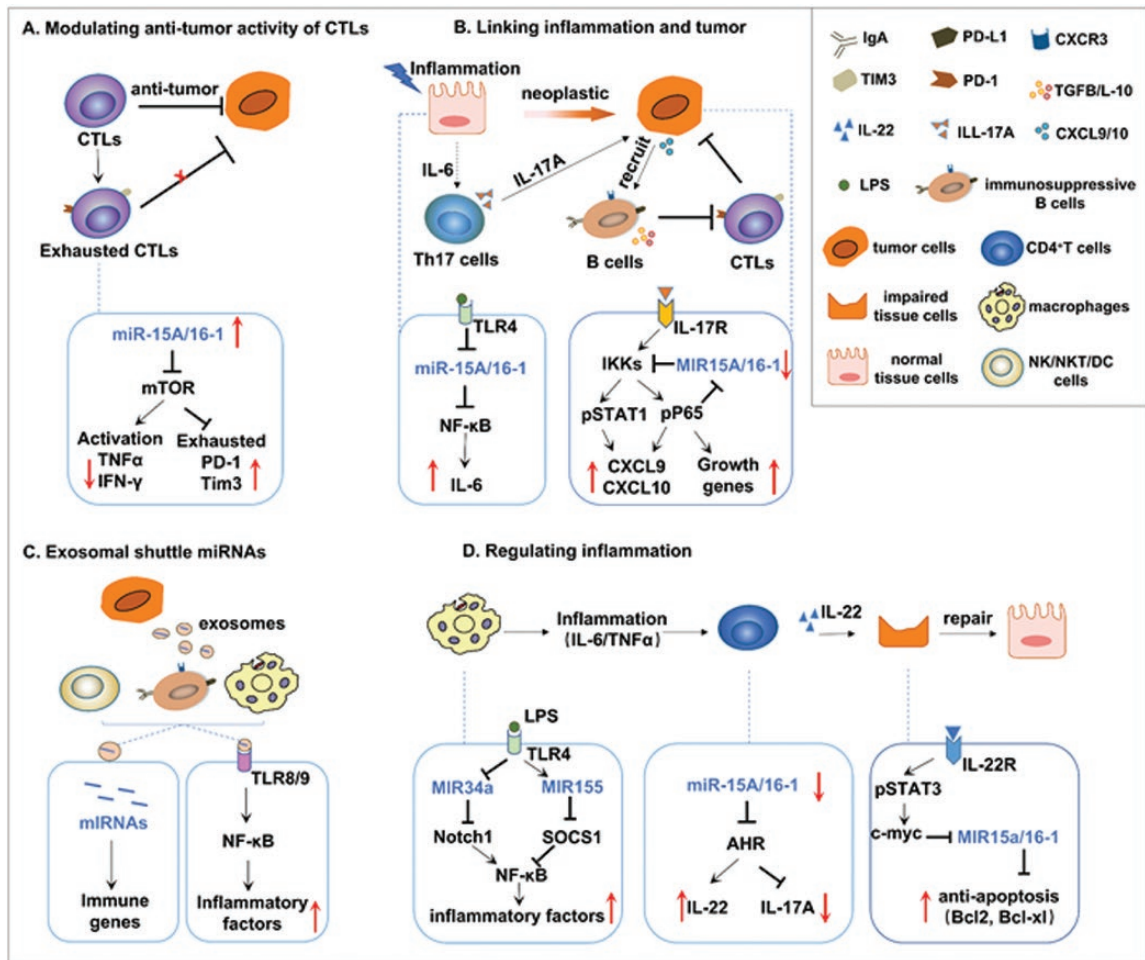 A. Modulating anti-tumor activity of CTLs
anti-tumor
CTLs
Exhausted CTLs
miR-15A/16-1
mTOR
Activation
TNFα
IFN-γ
Exhausted
PD-1
Tim3
B. Linking inflammation and tumor
Inflammation
neoplastic
IL-6
IL-17A
recruit
Th17 cells
B cells
CTLs
TLR4
miR-15A/16-1
NF-κB
IL-6
IL-17R
IKKs
MIR15A/16-1
pSTAT1
pP65
CXCL9
CXCL10
Growth
genes
IgA
PD-L1
CXCR3
TIM3
PD-1
TGFB/L-10
IL-22
ILL-17A
CXCL9/10
LPS
immunosuppressive
B cells
tumor cells
CD4⁺T cells
impaired
tissue cells
macrophages
normal
tissue cells
NK/NKT/DC
cells
C. Exosomal shuttle miRNAs
exosomes
mIRNAs
Immune
genes
TLR8/9
NF-κB
Inflammatory
factors
D. Regulating inflammation
Inflammation
(IL-6/TNFα)
IL-22
repair
LPS
TLR4
MIR34a
MIR155
Notch1
SOCS1
NF-κB
inflammatory factors
miR-15A/16-1
AHR
IL-22
IL-17A
IL-22R
pSTAT3
c-myc
MIR15a/16-1
anti-apoptosis
(Bcl2, Bcl-xl)